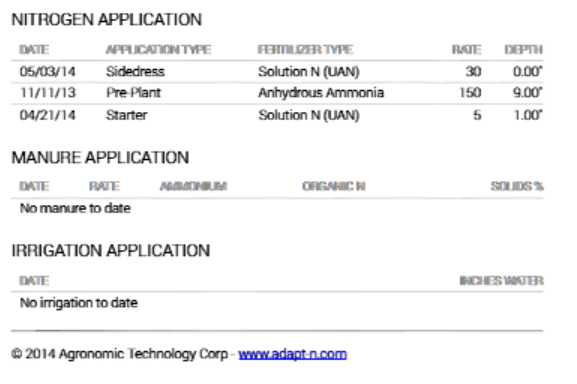 NITROGEN APPLICATION
DATE APPLICATION TYPE FERTILIZER TYPE RATE DEPTH
05/03/14 Sidedress Solution N (UAN) 30 0.00"
11/11/13 Pre-Plant Anhydrous Ammonia 150 9.00"
04/21/14 Starter Solution N (UAN) 5 1.00"
MANURE APPLICATION
DATE RATE AMMONIUM ORGANIC N SOLIDS %
No manure to date
IRRIGATION APPLICATION
DATE INCHES WATER
No irrigation to date
© 2014 Agronomic Technology Corp - www.adapt-n.com